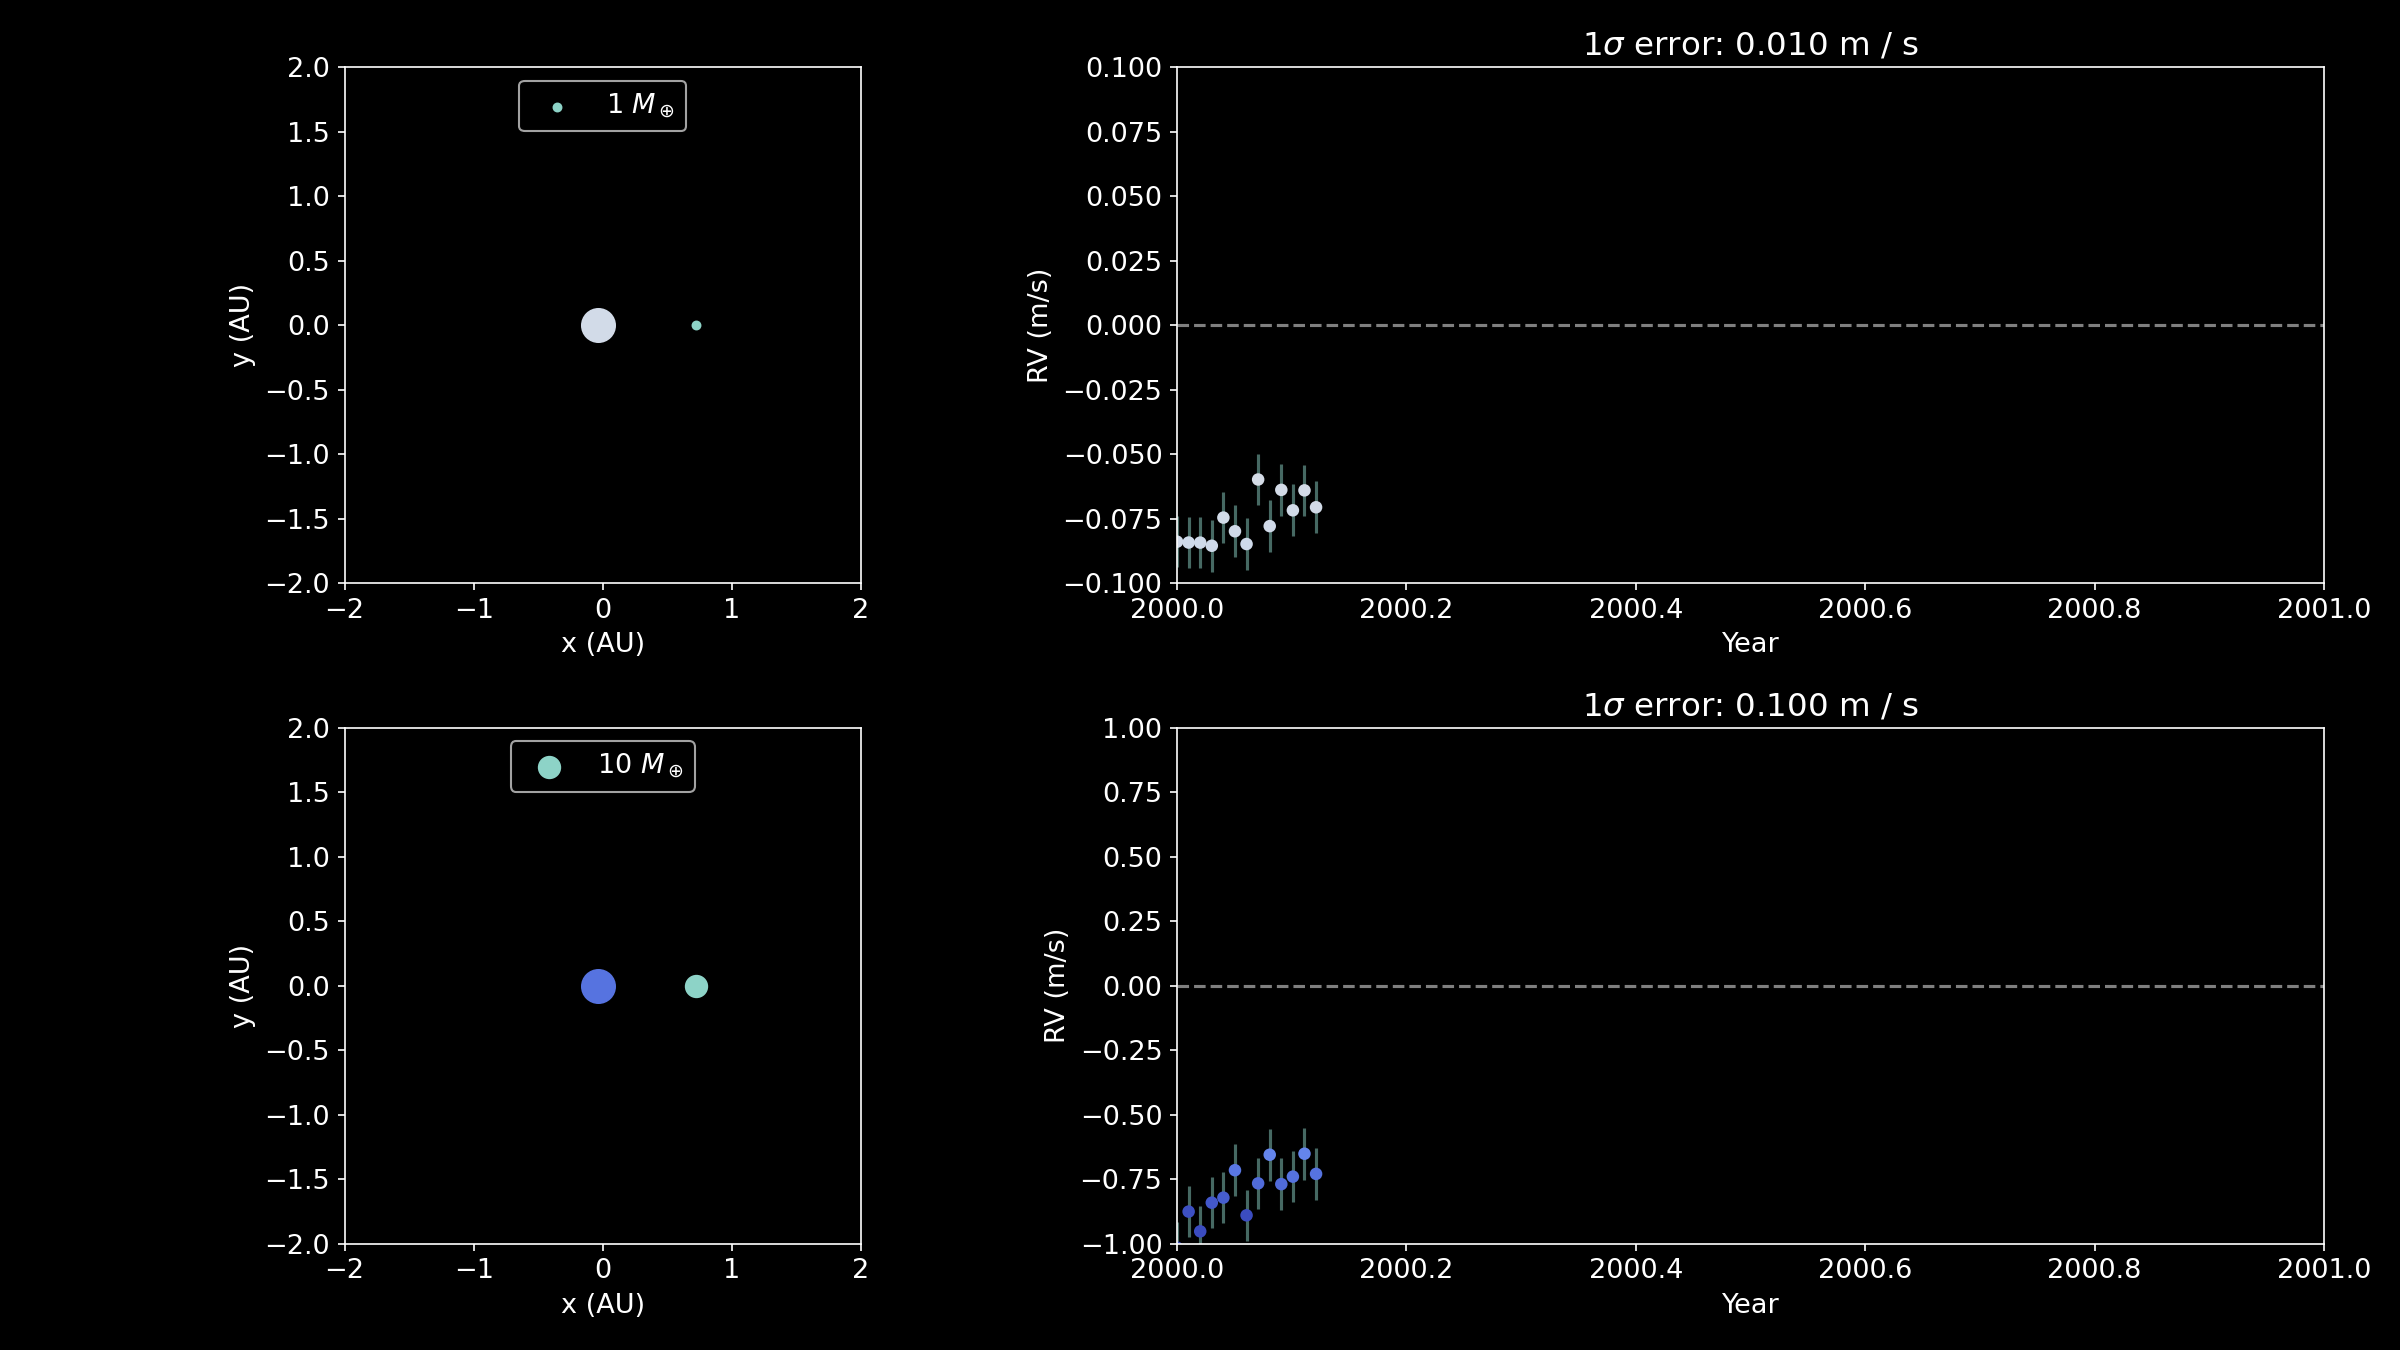 1σ error: 0.010 m / s
2.0
1.5
1.0
0.5
0.0
−0.5
−1.0
−1.5
−2.0
y (AU)
1 M⊕
−2 −1 0 1 2
x (AU)
0.100
0.075
0.050
0.025
0.000
−0.025
−0.050
−0.075
−0.100
RV (m/s)
2000.0 2000.2 2000.4 2000.6 2000.8 2001.0
Year
1σ error: 0.100 m / s
2.0
1.5
1.0
0.5
0.0
−0.5
−1.0
−1.5
−2.0
y (AU)
10 M⊕
−2 −1 0 1 2
x (AU)
1.00
0.75
0.50
0.25
0.00
−0.25
−0.50
−0.75
−1.00
RV (m/s)
2000.0 2000.2 2000.4 2000.6 2000.8 2001.0
Year